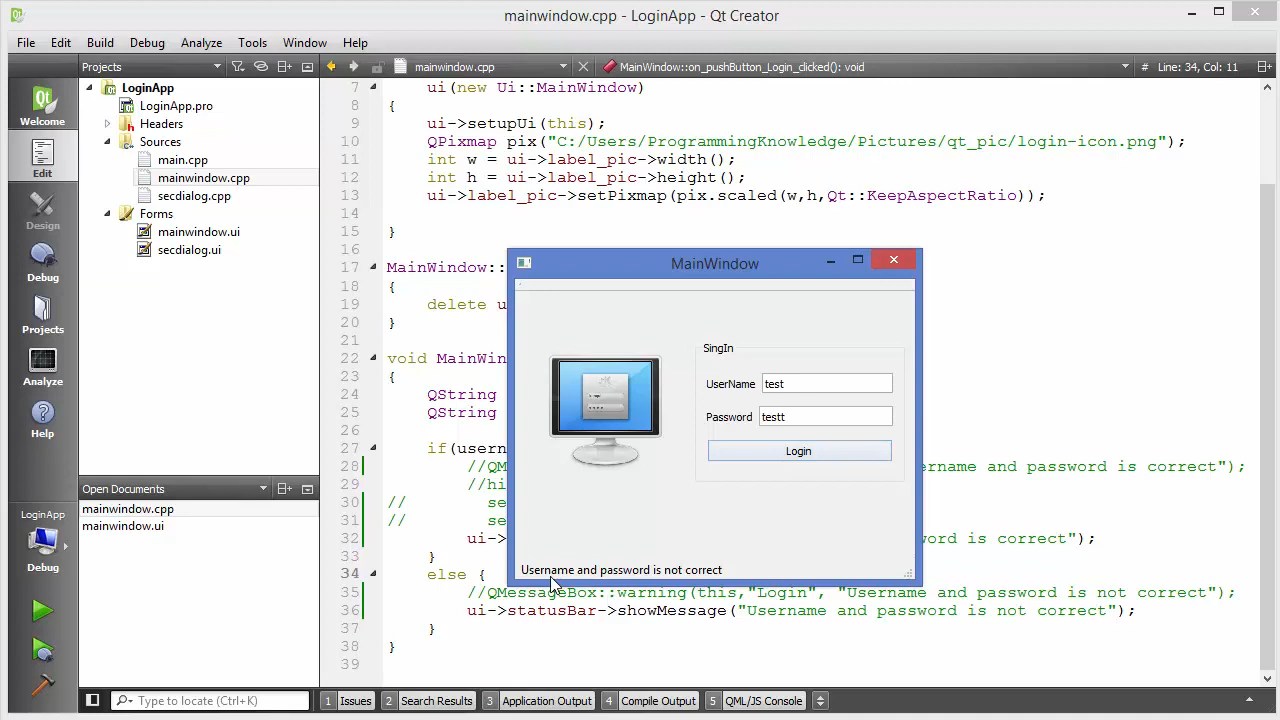 mainwindow.cpp - LoginApp - Qt Creator
File Edit Build Debug Analyze Tools Window Help
Projects
mainwindow.cpp
MainWindow::on_pushButton_Login_clicked(): void
# Line: 34, Col: 11
Welcome
Edit
Design
Debug
Projects
Analyze
Help
LoginApp
Debug
LoginApp
LoginApp.pro
Headers
Sources
main.cpp
mainwindow.cpp
secdialog.cpp
Forms
mainwindow.ui
secdialog.ui
Open Documents
mainwindow.cpp
mainwindow.ui
7 ui(new Ui::MainWindow)
8 {
9 ui->setupUi(this);
10 QPixmap pix("C:/Users/ProgrammingKnowledge/Pictures/qt_pic/login-icon.png");
11 int w = ui->label_pic->width();
12 int h = ui->label_pic->height();
13 ui->label_pic->setPixmap(pix.scaled(w,h,Qt::KeepAspectRatio));
14
15 }
16
17 MainWindow::
18 {
19 delete u
20 }
21
22 void MainWin
23 {
24 QString
25 QString
26
27 if(usern
28 //QM ername and password is correct");
29 //hi
30 // se
31 // se
32 ui-> word is correct");
33 }
34 else {
35 //QMessageBox::warning(this,"Login", "Username and password is not correct");
36 ui->statusBar->showMessage("Username and password is not correct");
37 }
38 }
39
MainWindow
SingIn
UserName test
Password testt
Login
Username and password is not correct
Type to locate (Ctrl+K)
1 Issues 2 Search Results 3 Application Output 4 Compile Output 5 QML/JS Console